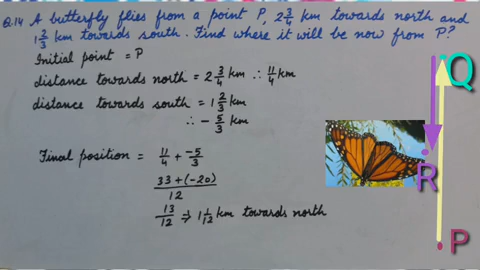 Q.14 A butterfly flies from a point P, 2 3/4 km towards north and
1 2/3 km towards south. Find where it will be now from P?
Initial point = P
distance towards north = 2 3/4 km ∴ 11/4 km
distance towards south = 1 2/3 km
∴ - 5/3 km
Final position = 11/4 + -5/3
33 + (-20)
12
13/12 ⇒ 1 1/12 km towards north
Q
R
P